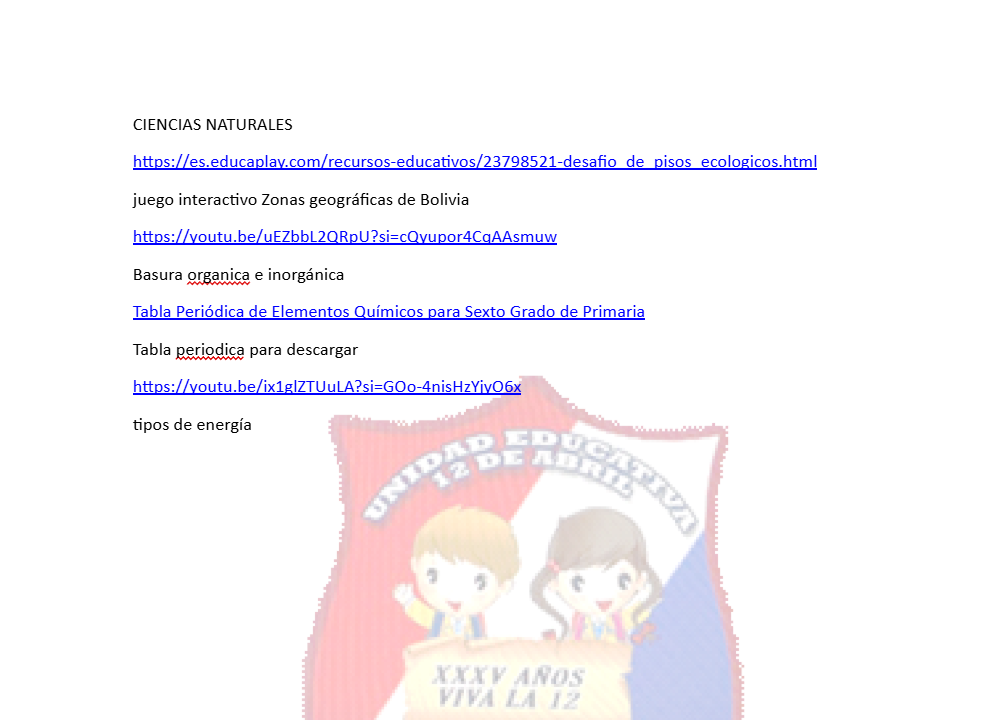 CIENCIAS NATURALES
https://es.educaplay.com/recursos-educativos/23798521-desafio_de_pisos_ecologicos.html
juego interactivo Zonas geográficas de Bolivia
https://youtu.be/uEZbbL2QRpU?si=cQyupor4CqAAsmuw
Basura organica e inorgánica
Tabla Periódica de Elementos Químicos para Sexto Grado de Primaria
Tabla periodica para descargar
https://youtu.be/ix1glZTUuLA?si=GOo-4nisHzYjyO6x
tipos de energía
UNIDAD EDUCATIVA
12 DE ABRIL
XXXV AÑOS
VIVA LA 12